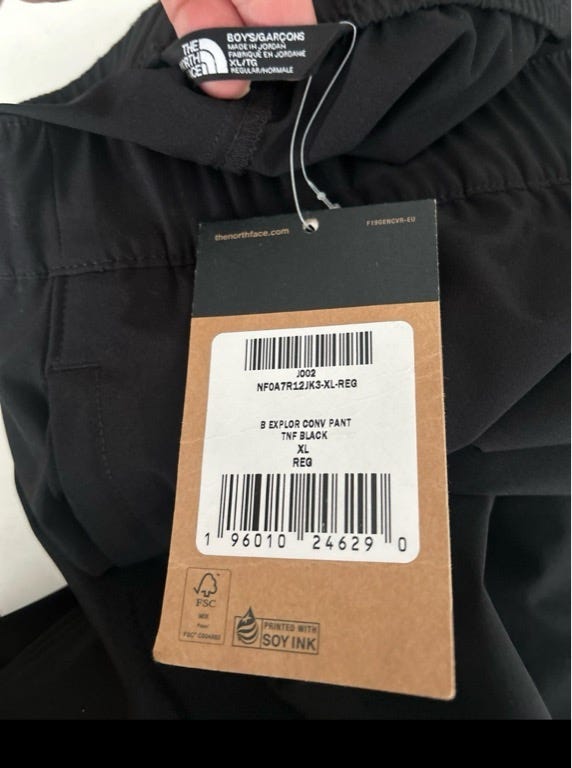 THE
NORTH
FACE
BOYS/GARÇONS
MADE IN JORDAN
FABRIQUÉ EN JORDANIE
XL/TG
REGULAR/NORMALE
thenorthface.com
F19GENCVR-EU
J002
NF0A7R12JK3-XL-REG
B EXPLOR CONV PANT
TNF BLACK
XL
REG
1 96010 24629 0
FSC
MIX
Paper
PRINTED WITH
SOY INK